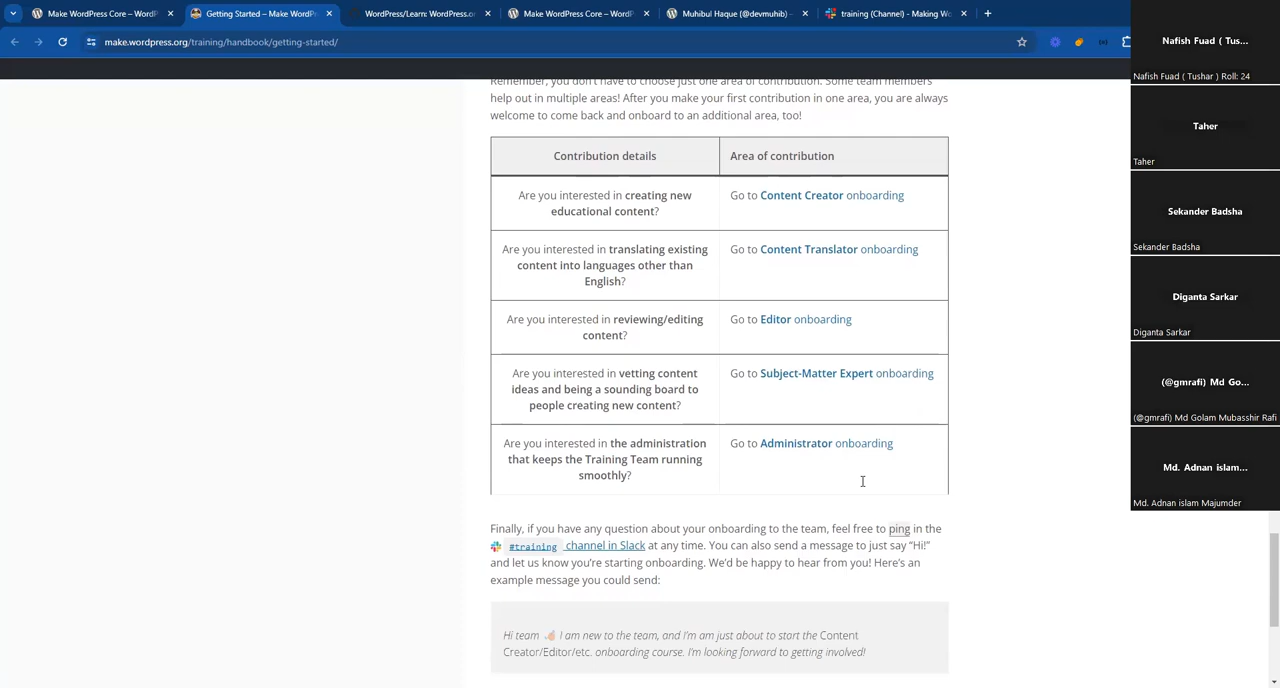 Make WordPress Core – WordP
Getting Started – Make WordPr
WordPress/Learn: WordPress.or
Make WordPress Core – WordP
Muhibul Haque (@devmuhib) –
training (Channel) - Making Wo
make.wordpress.org/training/handbook/getting-started/
Remember, you don't have to choose just one area of contribution. Some team members
help out in multiple areas! After you make your first contribution in one area, you are always
welcome to come back and onboard to an additional area, too!
Contribution details
Area of contribution
Are you interested in creating new
educational content?
Go to Content Creator onboarding
Are you interested in translating existing
content into languages other than
English?
Go to Content Translator onboarding
Are you interested in reviewing/editing
content?
Go to Editor onboarding
Are you interested in vetting content
ideas and being a sounding board to
people creating new content?
Go to Subject-Matter Expert onboarding
Are you interested in the administration
that keeps the Training Team running
smoothly?
Go to Administrator onboarding
Finally, if you have any question about your onboarding to the team, feel free to ping in the
#training channel in Slack at any time. You can also send a message to just say “Hi!”
and let us know you’re starting onboarding. We’d be happy to hear from you! Here’s an
example message you could send:
Hi team 👋🏻 I am new to the team, and I’m am just about to start the Content
Creator/Editor/etc. onboarding course. I’m looking forward to getting involved!
Nafish Fuad ( Tus...
Nafish Fuad ( Tushar ) Roll: 24
Taher
Taher
Sekander Badsha
Sekander Badsha
Diganta Sarkar
Diganta Sarkar
(@gmrafi) Md Go...
(@gmrafi) Md Golam Mubasshir Rafi
Md. Adnan islam...
Md. Adnan islam Majumder